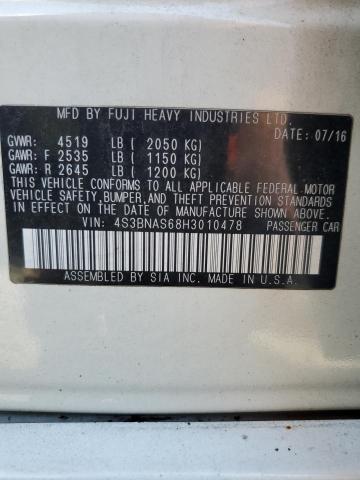 MFD BY FUJI HEAVY INDUSTRIES LTD.
DATE: 07/16
GVWR: 4519 LB ( 2050 KG)
GAWR: F 2535 LB ( 1150 KG)
GAWR: R 2645 LB ( 1200 KG)
THIS VEHICLE CONFORMS TO ALL APPLICABLE FEDERAL MOTOR
VEHICLE SAFETY, BUMPER, AND THEFT PREVENTION STANDARDS
IN EFFECT ON THE DATE OF MANUFACTURE SHOWN ABOVE.
VIN: 4S3BNAS68H3010478
PASSENGER CAR
ASSEMBLED BY SIA INC. MADE IN U.S.A.